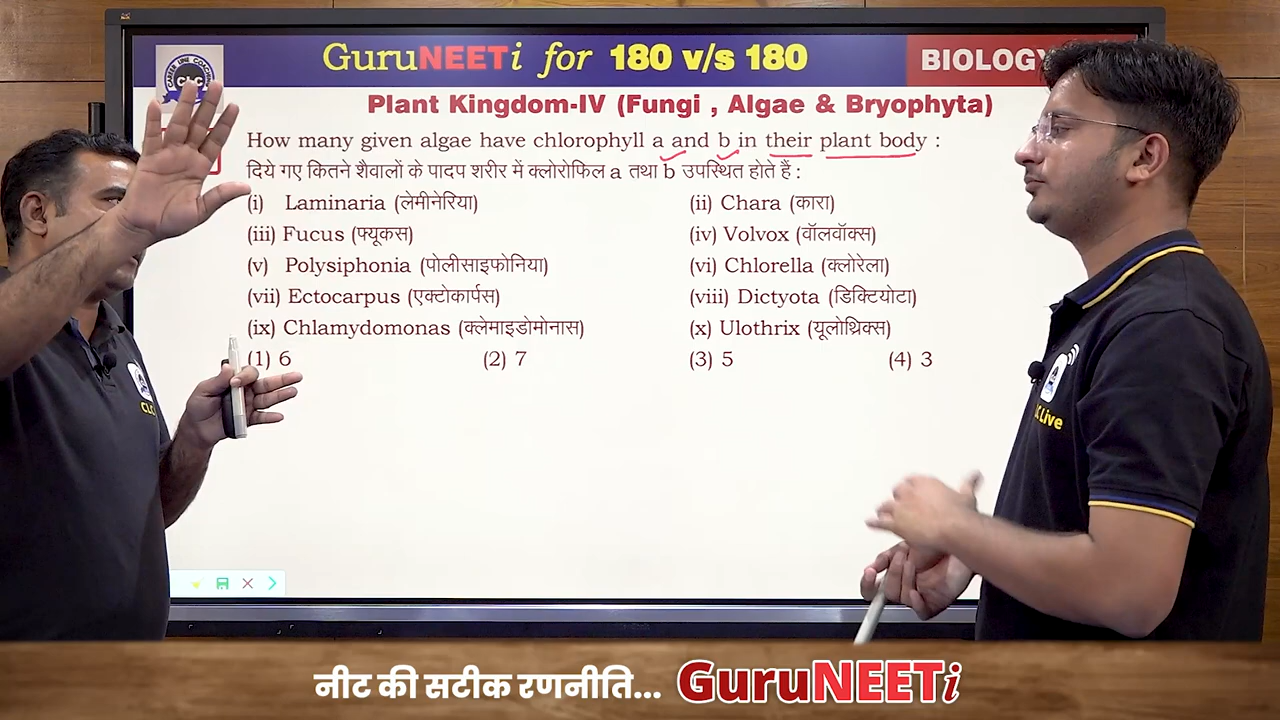 GuruNEETi for 180 v/s 180
BIOLOGY
CLC
Plant Kingdom-IV (Fungi , Algae & Bryophyta)
How many given algae have chlorophyll a and b in their plant body :
दिये गए कितने शैवालों के पादप शरीर में क्लोरोफिल a तथा b उपस्थित होते हैं :
(i) Laminaria (लेमीनेरिया) (ii) Chara (कारा)
(iii) Fucus (फ्यूकस) (iv) Volvox (वॉलवॉक्स)
(v) Polysiphonia (पोलीसाइफोनिया) (vi) Chlorella (क्लोरेला)
(vii) Ectocarpus (एक्टोकार्पस) (viii) Dictyota (डिक्टियोटा)
(ix) Chlamydomonas (क्लेमाइडोमोनास) (x) Ulothrix (यूलोथ्रिक्स)
(1) 6 (2) 7 (3) 5 (4) 3
CLC
Live
नीट की सटीक रणनीति... GuruNEETi